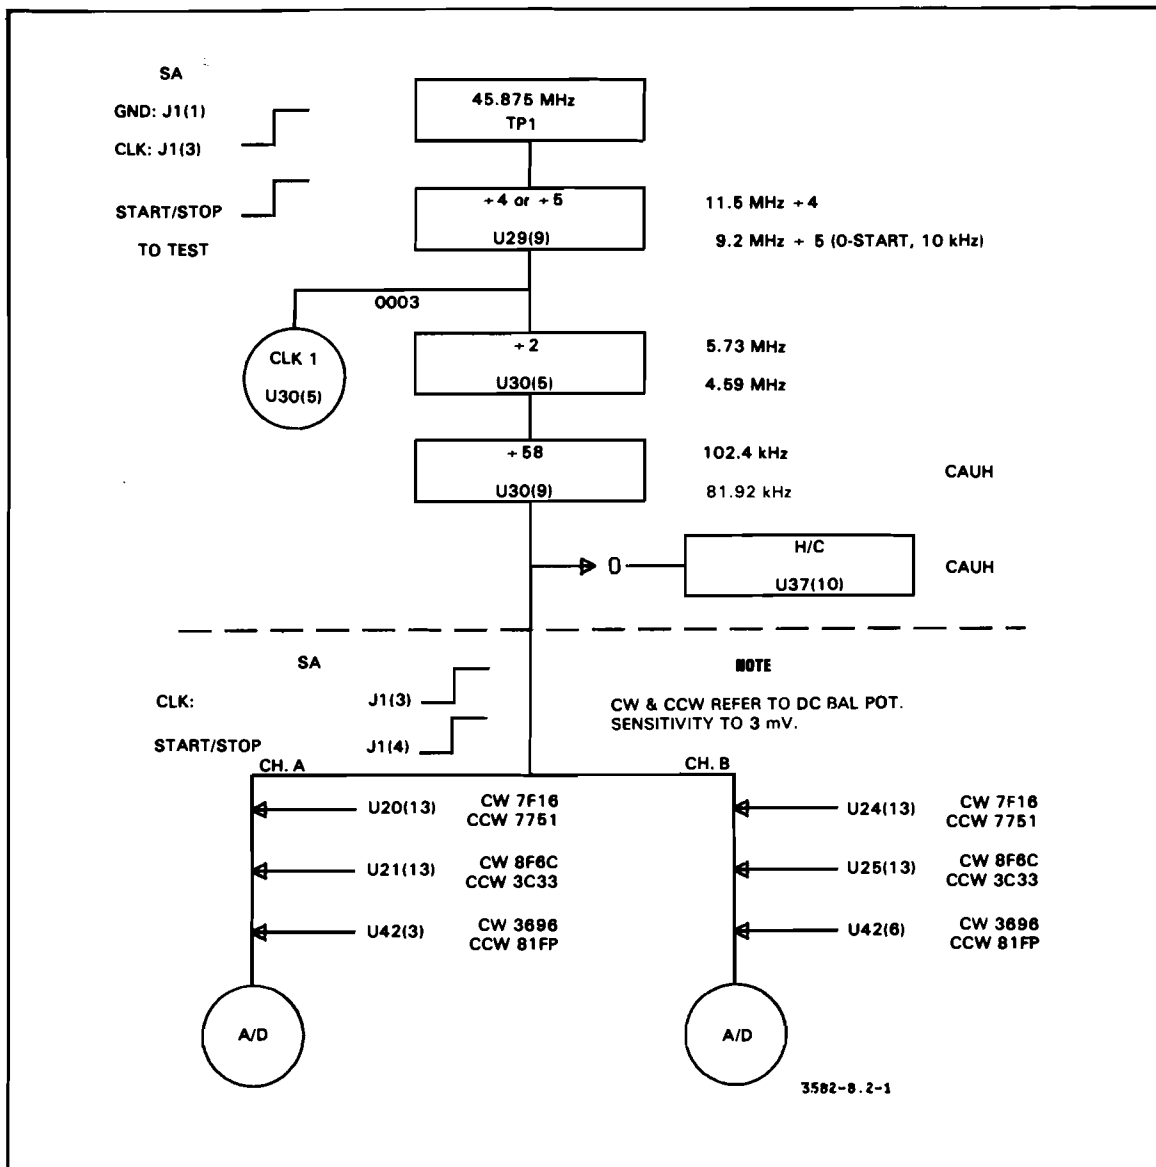 SA
GND: J1(1)
CLK: J1(3)
START/STOP
TO TEST
45.875 MHz
TP1
÷4 or ÷5
U29(9)
11.5 MHz ÷4
9.2 MHz ÷ 5 (0-START, 10 kHz)
0003
CLK 1
U30(5)
÷2
U30(5)
5.73 MHz
4.59 MHz
÷58
U30(9)
102.4 kHz
81.92 kHz
CAUH
0
H/C
U37(10)
CAUH
SA
CLK: J1(3)
START/STOP J1(4)
NOTE
CW & CCW REFER TO DC BAL POT.
SENSITIVITY TO 3 mV.
CH. A
CH. B
U20(13) CW 7F16
CCW 7751
U21(13) CW 8F6C
CCW 3C33
U42(3) CW 3696
CCW 81FP
A/D
U24(13) CW 7F16
CCW 7751
U25(13) CW 8F6C
CCW 3C33
U42(6) CW 3696
CCW 81FP
A/D
3582-8.2-1